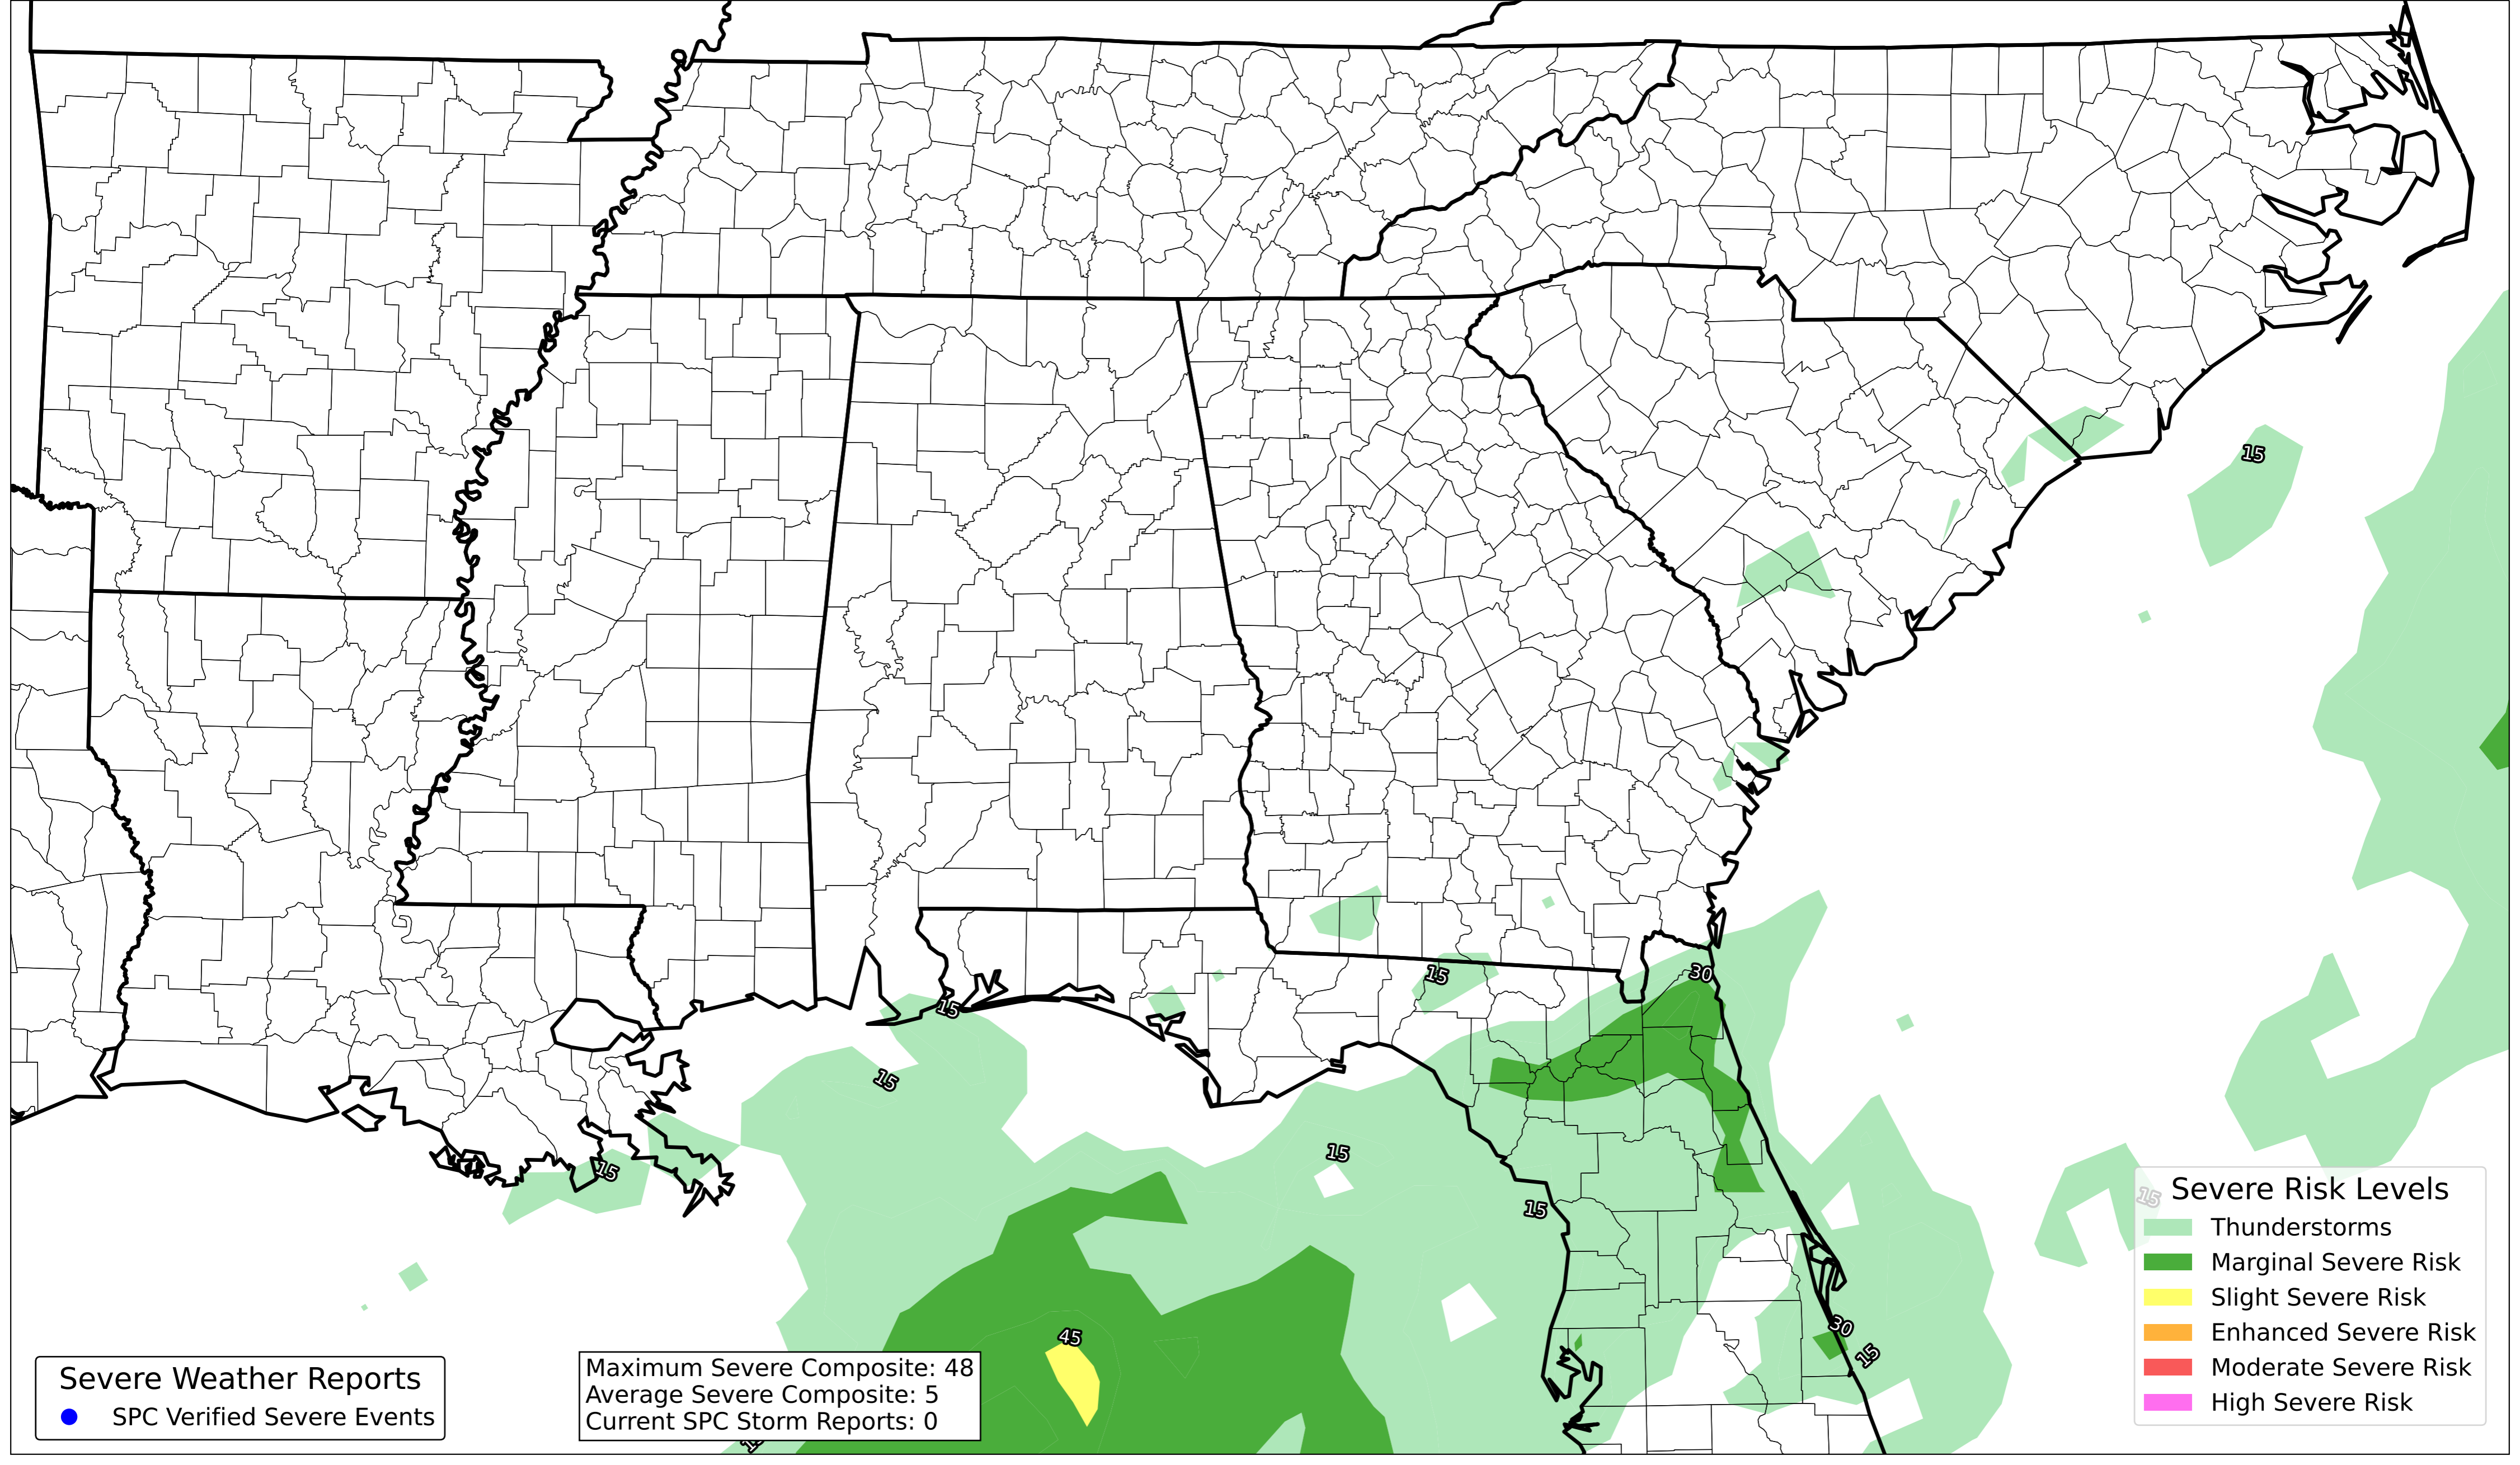 15
30
15
15
15
15
15
15
15
Severe Risk Levels
Thunderstorms
Marginal Severe Risk
Slight Severe Risk
Enhanced Severe Risk
Moderate Severe Risk
High Severe Risk
30
45
15
Severe Weather Reports
SPC Verified Severe Events
Maximum Severe Composite: 48
Average Severe Composite: 5
Current SPC Storm Reports: 0